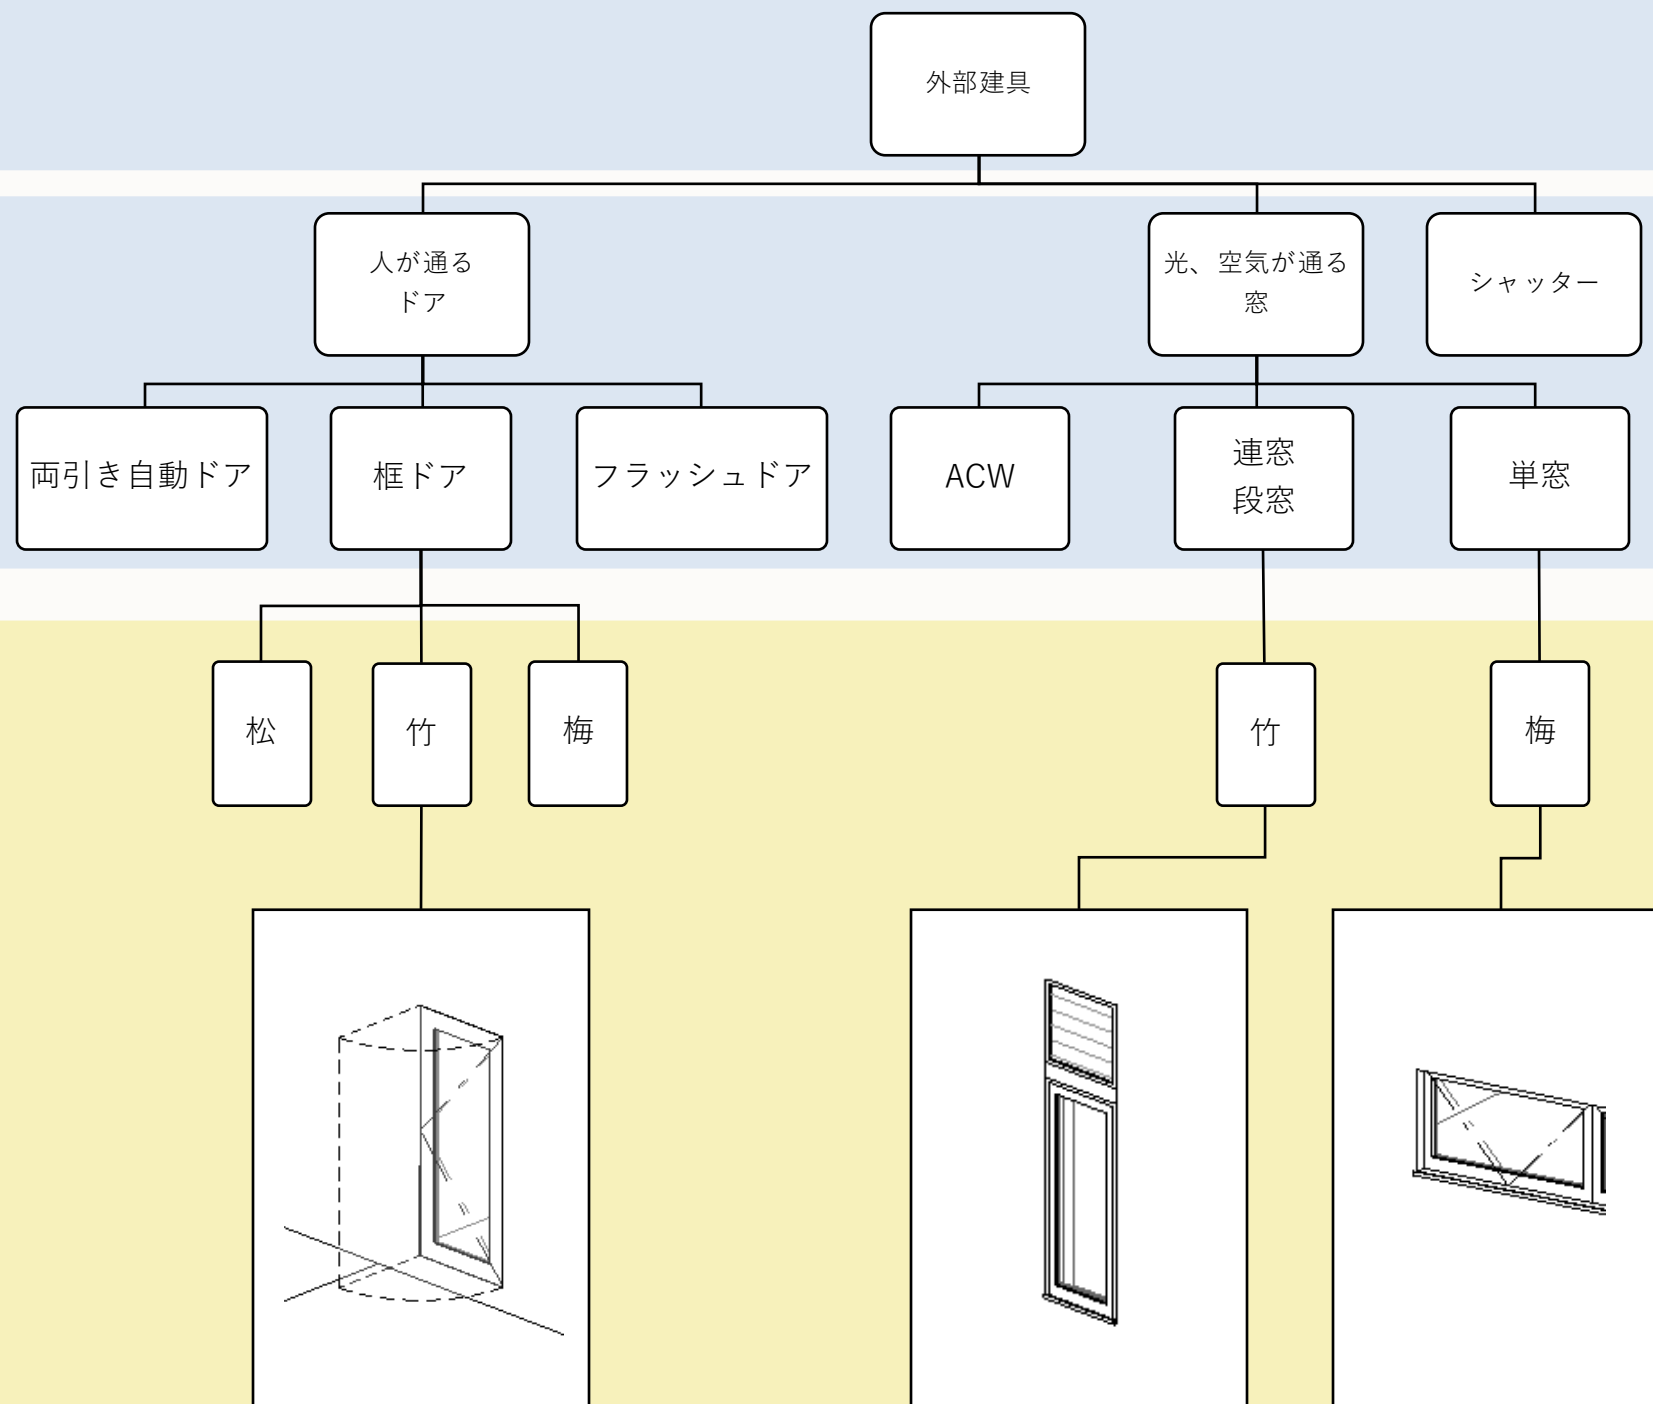 外部建具
人が通る
ドア
光、空気が通る
窓
シャッター
両引き自動ドア
框ドア
フラッシュドア
ACW
連窓
段窓
単窓
松
竹
梅
竹
梅